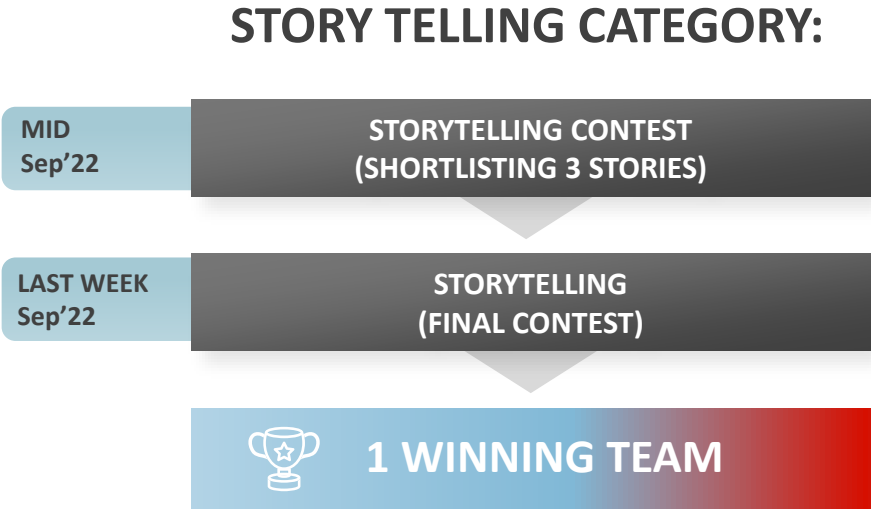 STORY TELLING CATEGORY:
MID
Sep’22
STORYTELLING CONTEST
(SHORTLISTING 3 STORIES)
LAST WEEK
Sep’22
STORYTELLING
(FINAL CONTEST)
1 WINNING TEAM